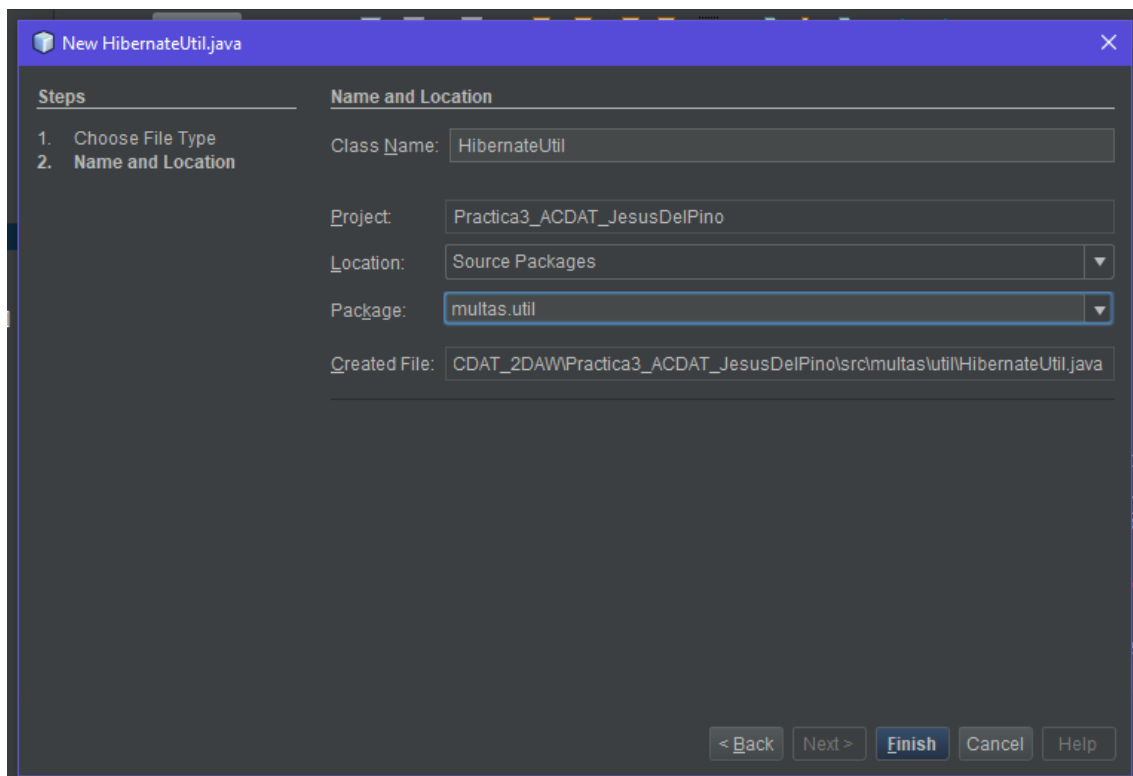 New HibernateUtil.java
Steps
1. Choose File Type
2. Name and Location
Name and Location
Class Name: HibernateUtil
Project: Practica3_ACDAT_JesusDelPino
Location: Source Packages
Package: multas.util
Created File: CDAT_2DAW\Practica3_ACDAT_JesusDelPino\src\multas\util\HibernateUtil.java
< Back Next > Finish Cancel Help